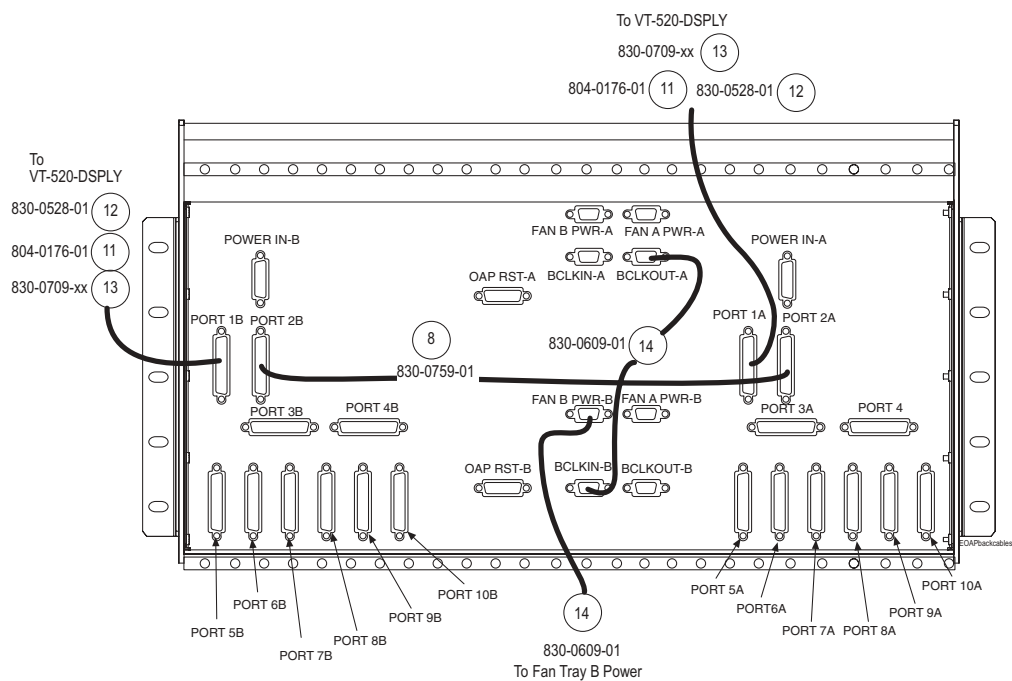 To VT-520-DSPLY
830-0709-xx 13
804-0176-01 11 830-0528-01 12
To
VT-520-DSPLY
830-0528-01 12
804-0176-01 11
830-0709-xx 13
FAN B PWR-A FAN A PWR-A
POWER IN-B
POWER IN-A
OAP RST-A
BCLKIN-A BCLKOUT-A
PORT 1B PORT 2B
PORT 1A PORT 2A
8
830-0759-01
830-0609-01 14
FAN B PWR-B FAN A PWR-B
PORT 3B PORT 4B
PORT 3A PORT 4
OAP RST-B
BCLKIN-B BCLKOUT-B
EOAPbackcables
PORT 5B
PORT 6B
PORT 7B
PORT 8B
PORT 9B
PORT 10B
PORT 5A
PORT6A
PORT 7A
PORT 8A
PORT 9A
PORT 10A
14
830-0609-01
To Fan Tray B Power